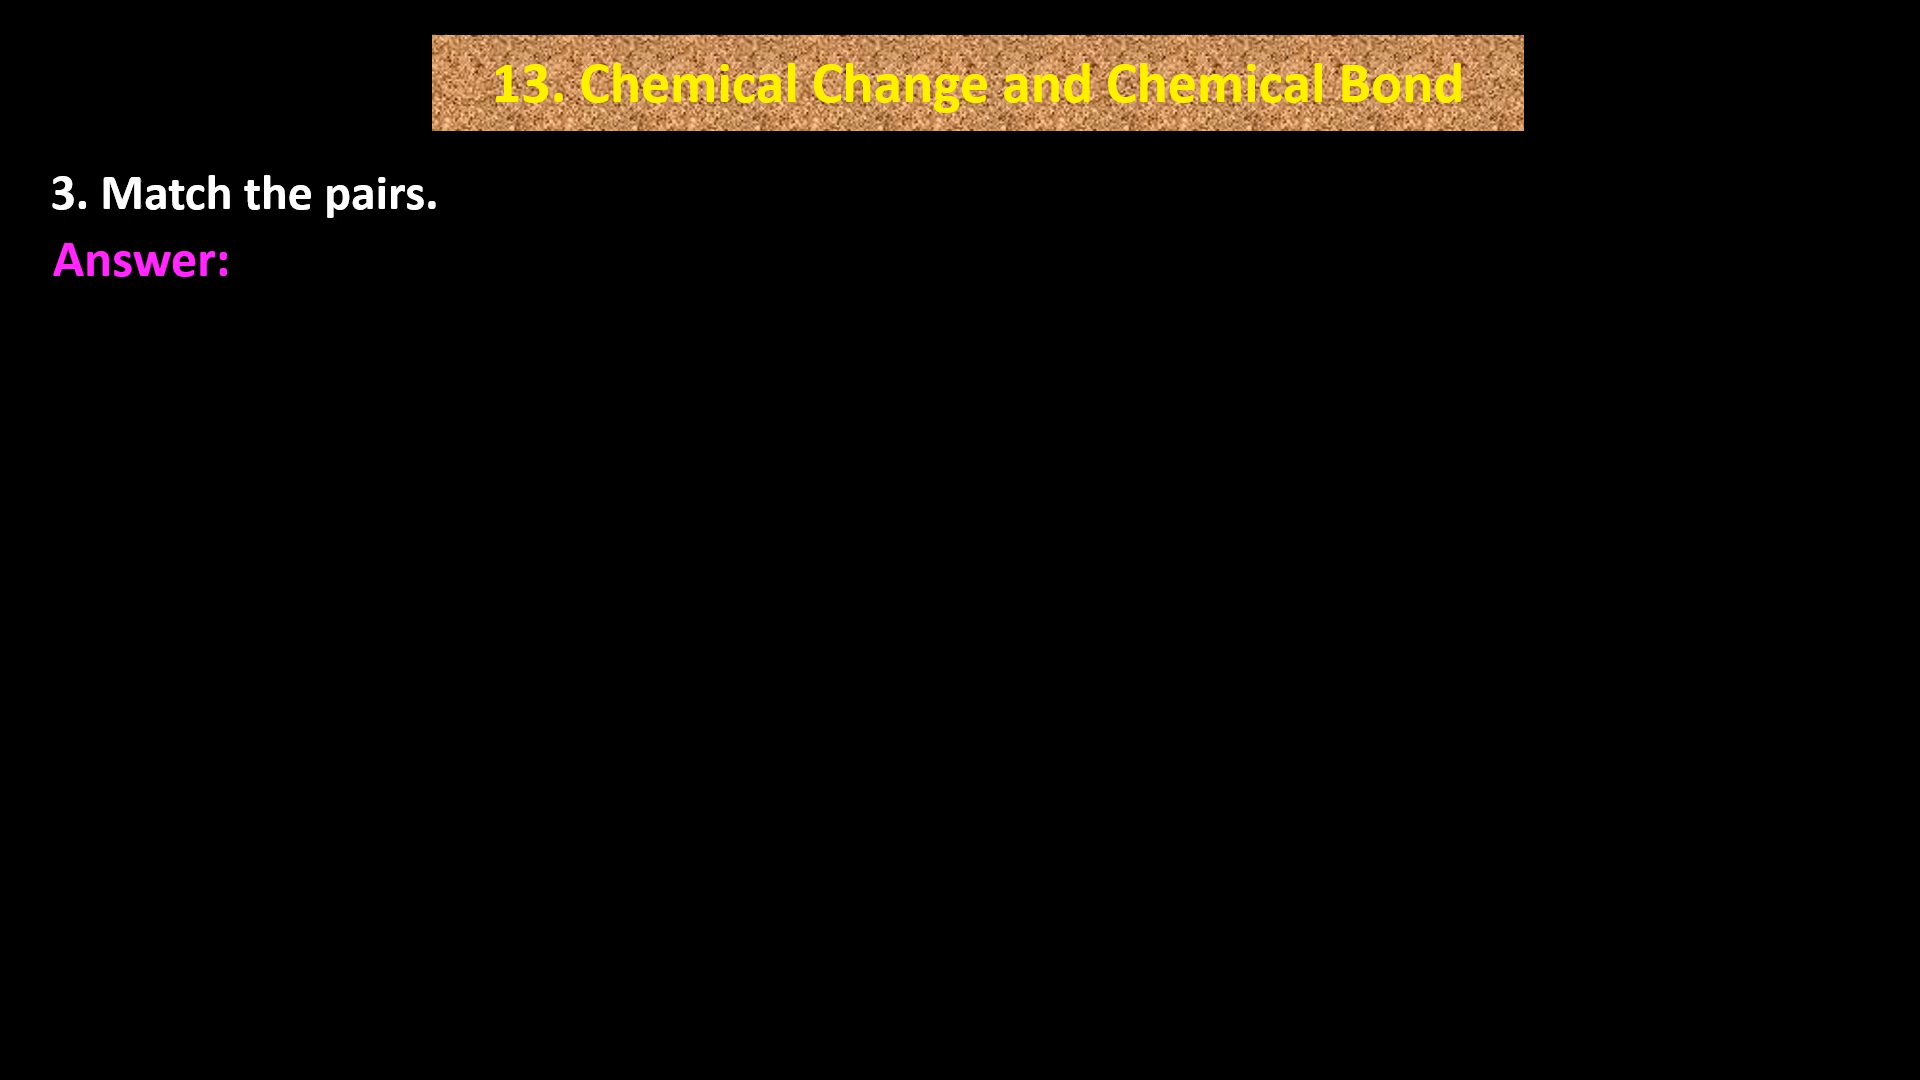 13. Chemical Change and Chemical Bond
3. Match the pairs.
Answer: